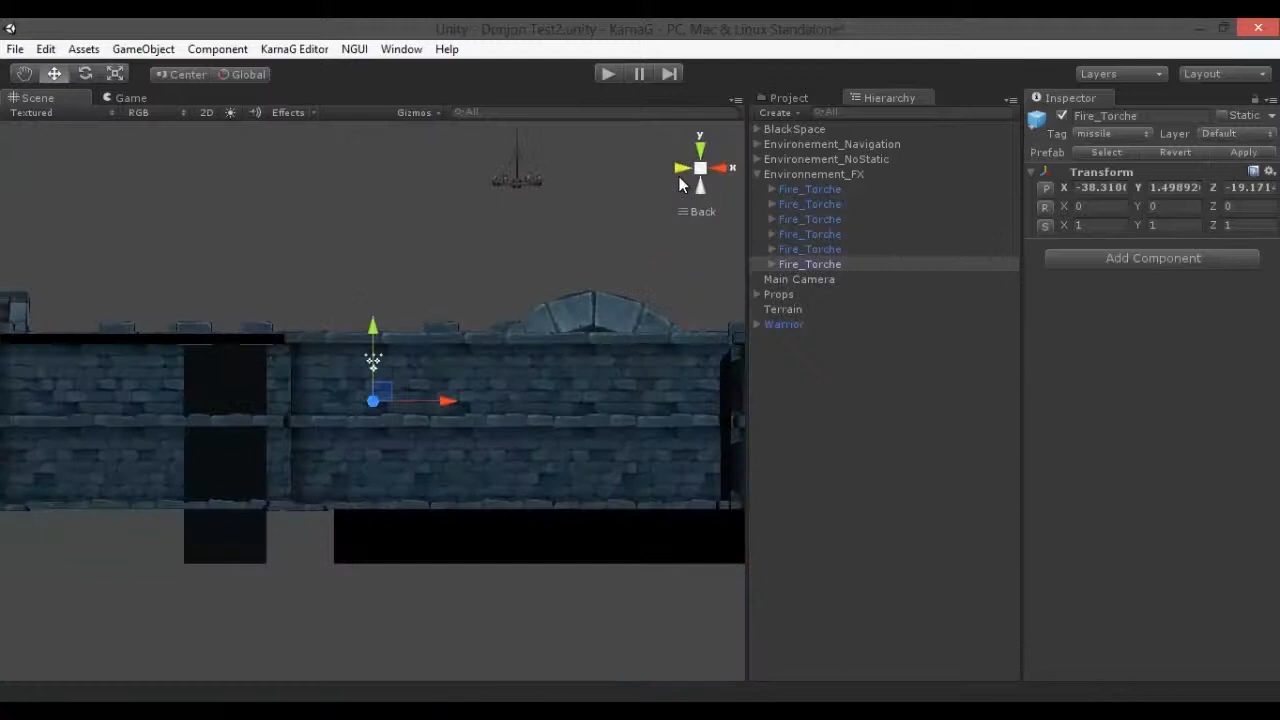 Unity - Donjon Test2.unity - KarnaG - PC, Mac & Linux Standalone*
File Edit Assets GameObject Component KarnaG Editor NGUI Window Help
Center Global Layers Layout
Scene Game Project Hierarchy Inspector
Textured RGB 2D Effects Gizmos All Create All Fire_Torche Static
BlackSpace Tag missile Layer Default
Environement_Navigation
Environement_NoStatic Prefab Select Revert Apply
Environnement_FX Transform
Fire_Torche P X -38.310 Y 1.49892 Z -19.171
Fire_Torche R X 0 Y 0 Z 0
Fire_Torche S X 1 Y 1 Z 1
Fire_Torche
Fire_Torche Add Component
Fire_Torche
Main Camera
Props
Terrain
Warrior
y
x
Back